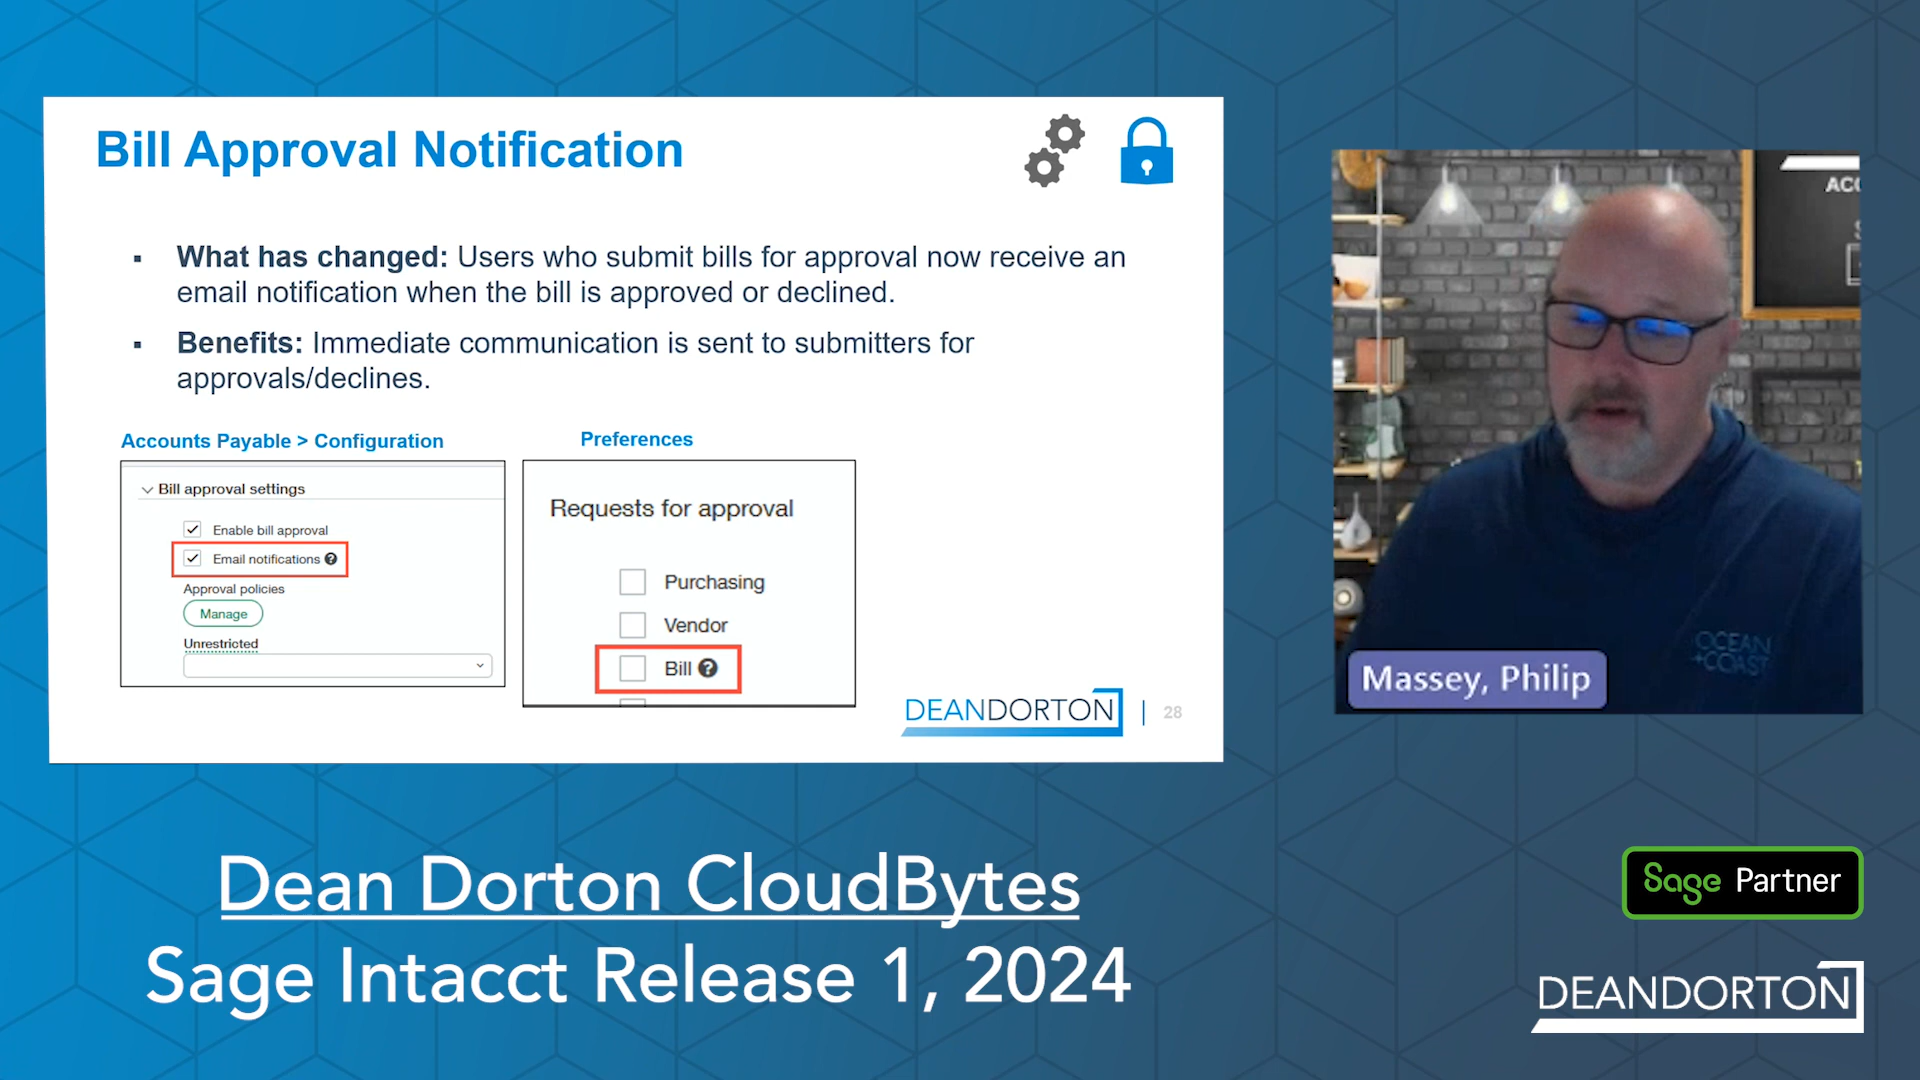 Bill Approval Notification
▪ What has changed: Users who submit bills for approval now receive an
email notification when the bill is approved or declined.
▪ Benefits: Immediate communication is sent to submitters for
approvals/declines.
Accounts Payable > Configuration
Bill approval settings
Enable bill approval
Email notifications ?
Approval policies
Manage
Unrestricted
Preferences
Requests for approval
Purchasing
Vendor
Bill ?
DEANDORTON | 28
OCEAN
+COAST
Massey, Philip
Dean Dorton CloudBytes
Sage Intacct Release 1, 2024
Sage Partner
DEANDORTON